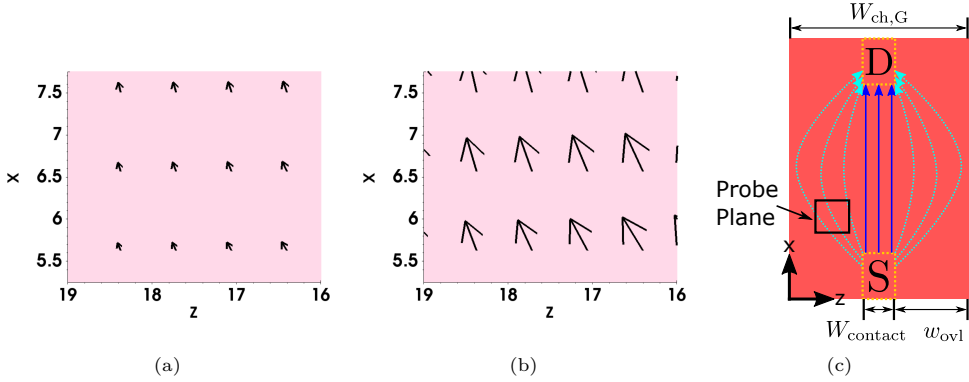 7.5
7
6.5
6
5.5
x
19
18
17
16
z
(a)
7.5
7
6.5
6
5.5
x
19
18
17
16
z
(b)
W_ch,G
D
Probe
Plane
x
S
z
W_contact
w_ovl
(c)